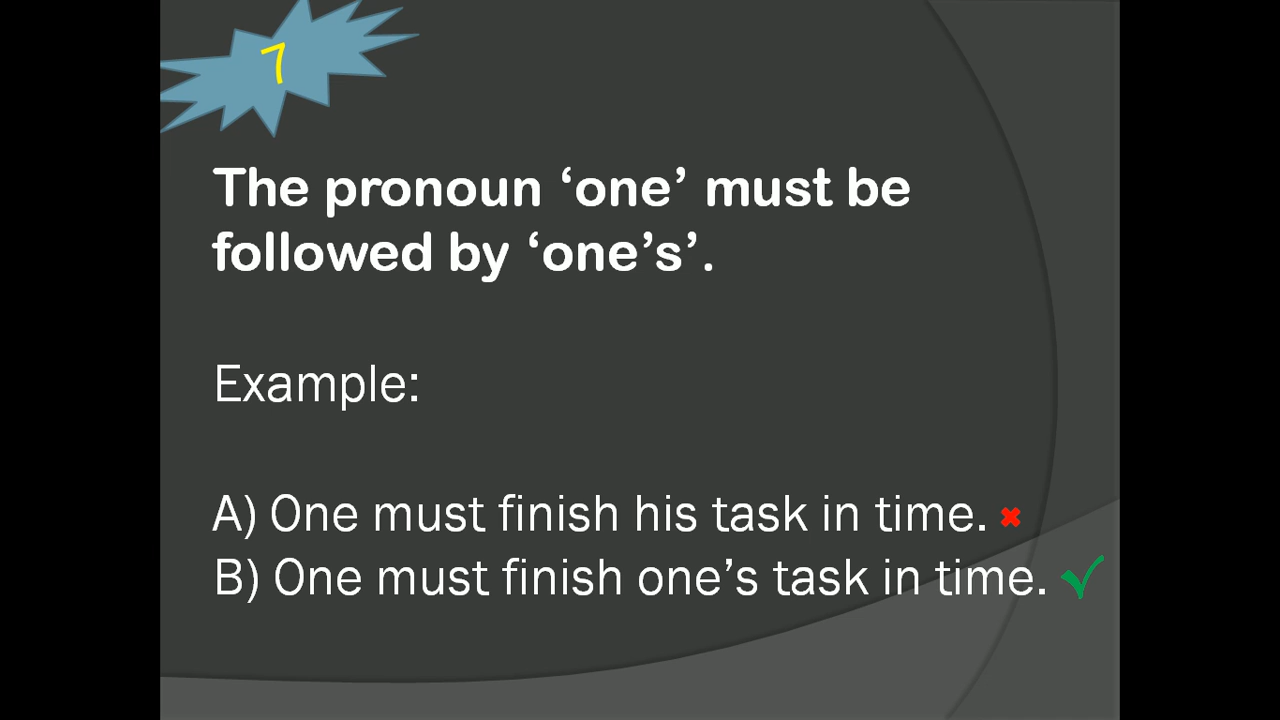 7
The pronoun ‘one’ must be
followed by ‘one’s’.
Example:
A) One must finish his task in time.
B) One must finish one’s task in time.